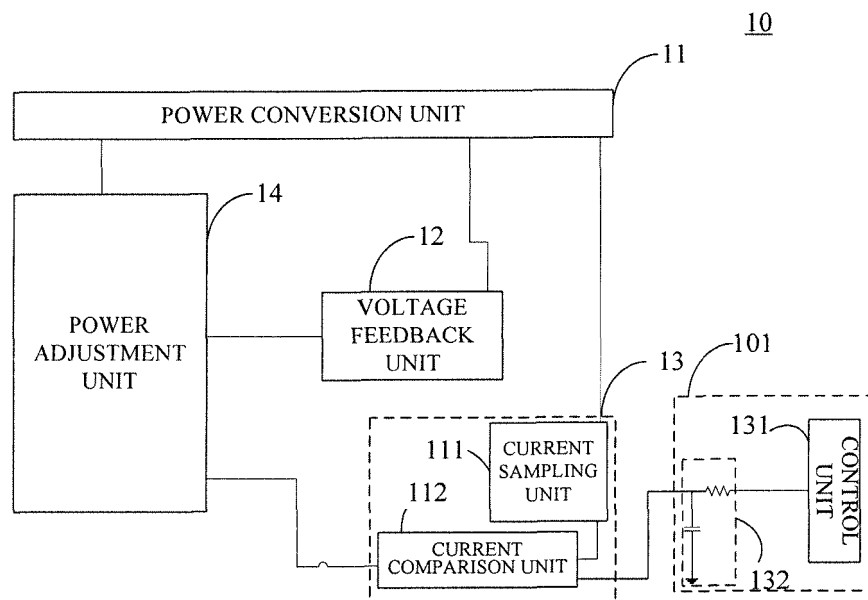 10
11
POWER CONVERSION UNIT
14
12
POWER
ADJUSTMENT
UNIT
VOLTAGE
FEEDBACK
UNIT
13
101
111
CURRENT
SAMPLING
UNIT
131
CONTROL
UNIT
112
CURRENT
COMPARISON UNIT
132